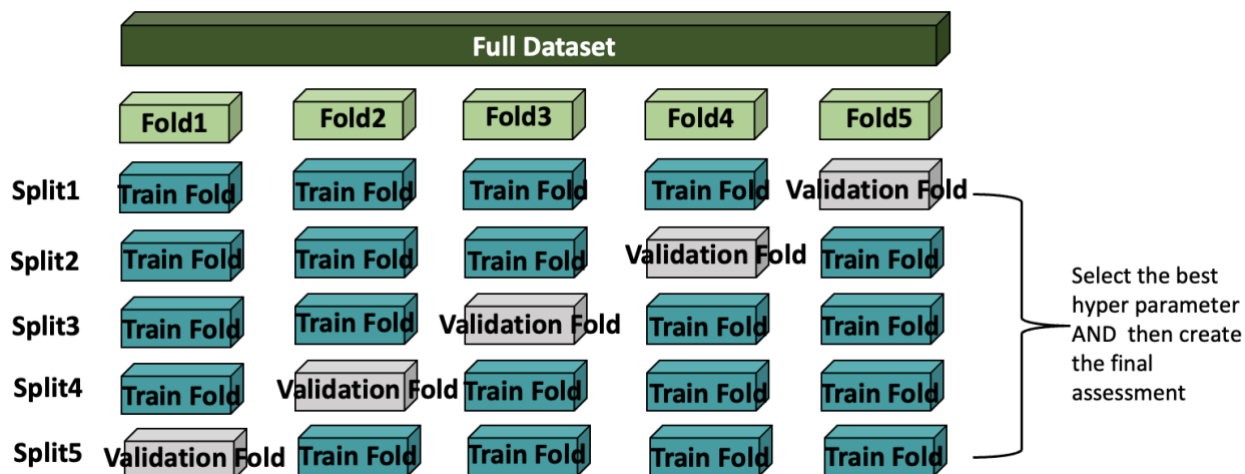 Full Dataset
Fold1 Fold2 Fold3 Fold4 Fold5
Split1 Train Fold Train Fold Train Fold Train Fold Validation Fold
Split2 Train Fold Train Fold Train Fold Validation Fold Train Fold
Split3 Train Fold Train Fold Validation Fold Train Fold Train Fold
Split4 Train Fold Validation Fold Train Fold Train Fold Train Fold
Split5 Validation Fold Train Fold Train Fold Train Fold Train Fold
Select the best
hyper parameter
AND then create
the final
assessment